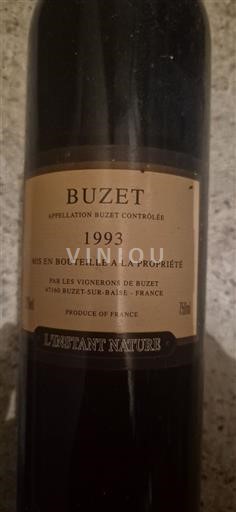 BUZET
APPELLATION BUZET CONTRÔLÉE
1993
VINIOU
MIS EN BOUTEILLE A LA PROPRIÉTÉ
PAR LES VIGNERONS DE BUZET
47160 BUZET-SUR-BAÏSE - FRANCE
PRODUCE OF FRANCE
750ml
L'INSTANT NATURE